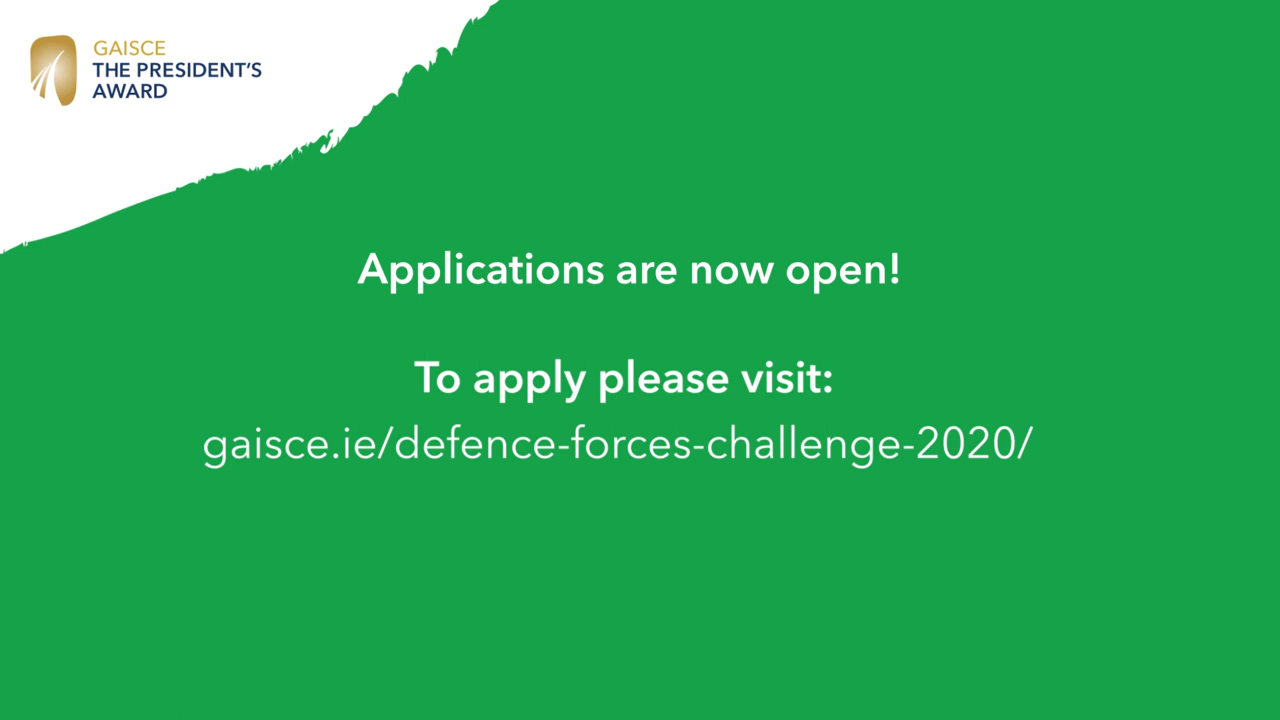 GAISCE
THE PRESIDENT'S
AWARD
Applications are now open!
To apply please visit:
gaisce.ie/defence-forces-challenge-2020/